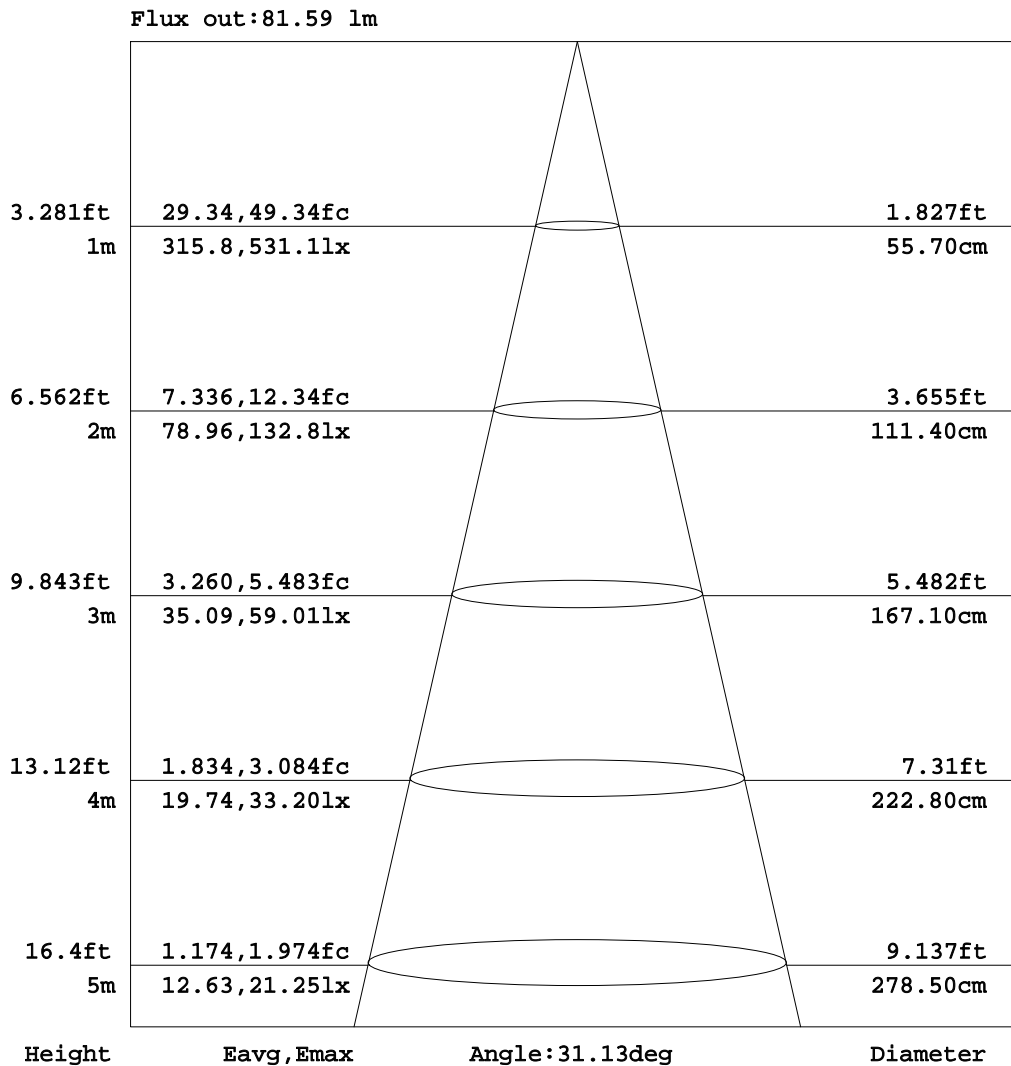 Flux out:81.59 lm
3.281ft 29.34,49.34fc 1.827ft
1m 315.8,531.1lx 55.70cm
6.562ft 7.336,12.34fc 3.655ft
2m 78.96,132.8lx 111.40cm
9.843ft 3.260,5.483fc 5.482ft
3m 35.09,59.01lx 167.10cm
13.12ft 1.834,3.084fc 7.31ft
4m 19.74,33.20lx 222.80cm
16.4ft 1.174,1.974fc 9.137ft
5m 12.63,21.25lx 278.50cm
Height Eavg,Emax Angle:31.13deg Diameter